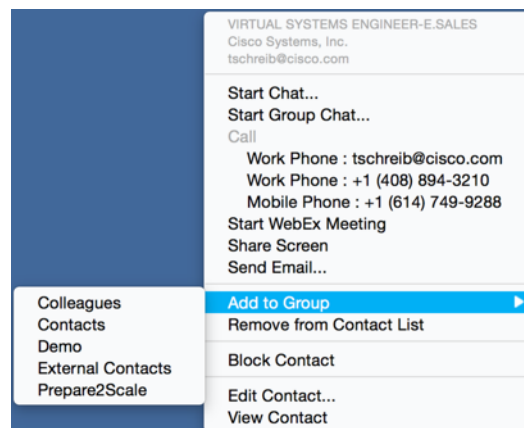 VIRTUAL SYSTEMS ENGINEER-E.SALES
Cisco Systems, Inc.
tschreib@cisco.com
Start Chat...
Start Group Chat...
Call
Work Phone : tschreib@cisco.com
Work Phone : +1 (408) 894-3210
Mobile Phone : +1 (614) 749-9288
Start WebEx Meeting
Share Screen
Send Email...
Add to Group
Remove from Contact List
Block Contact
Edit Contact...
View Contact
Colleagues
Contacts
Demo
External Contacts
Prepare2Scale